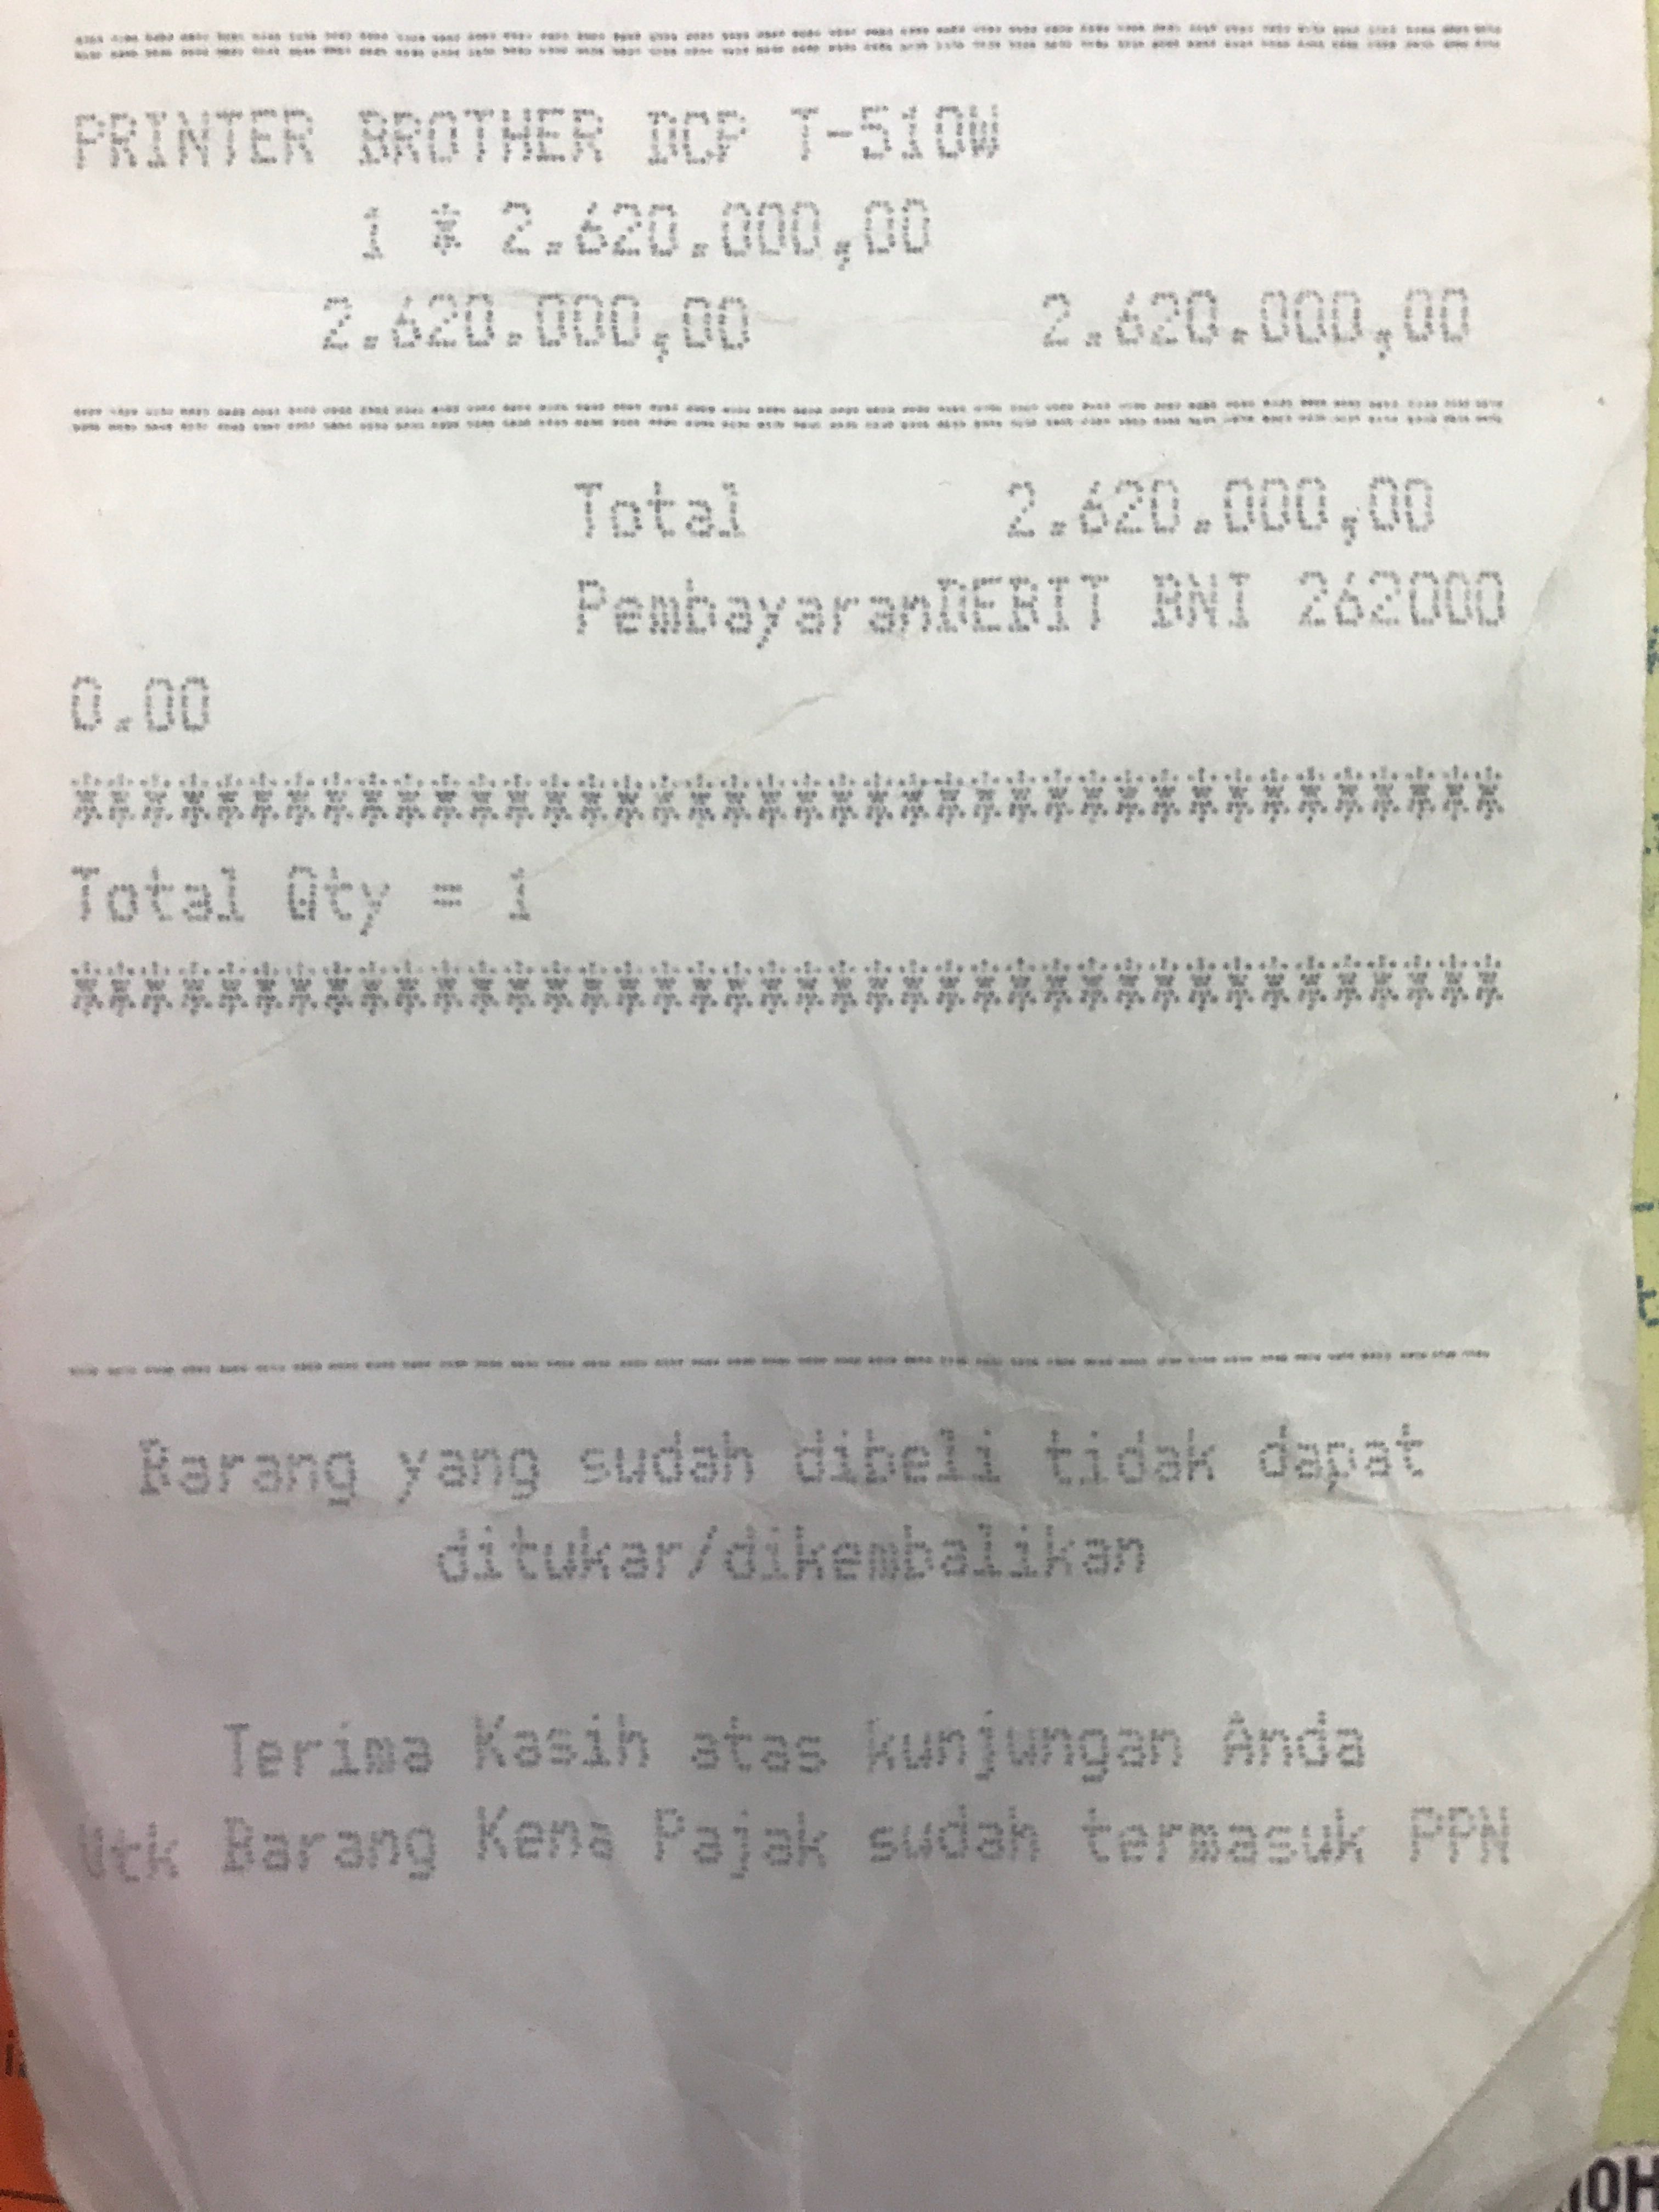 ========================================
PRINTER BROTHER DCP T-510W
1 * 2.620.000,00
2.620.000,00 2.620.000,00
========================================
Total 2.620.000,00
PembayaranDEBIT BNI 262000
0.00
****************************************
Total Qty = 1
****************************************
----------------------------------------
Barang yang sudah dibeli tidak dapat
ditukar/dikembalikan
Terima Kasih atas kunjungan Anda
Utk Barang Kena Pajak sudah termasuk PPN